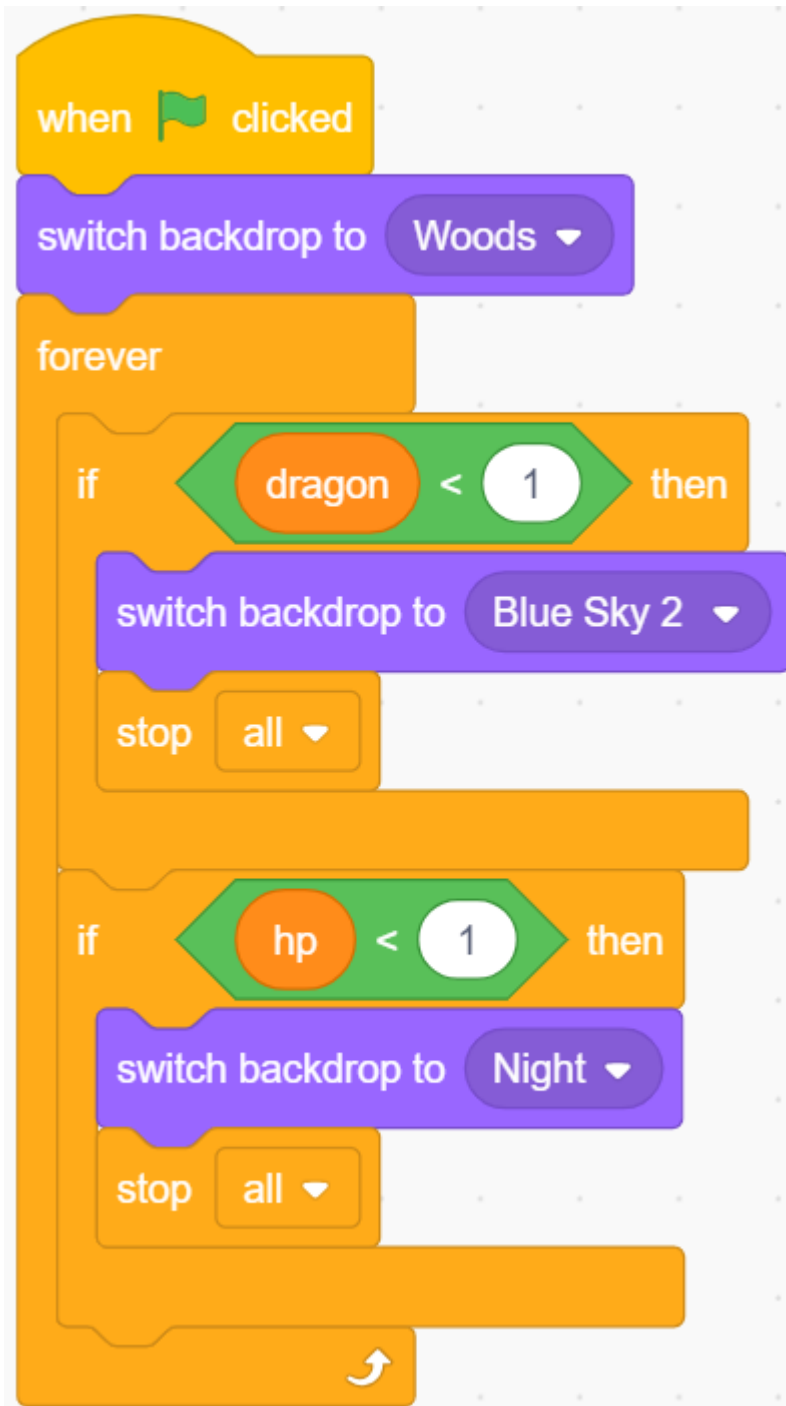 when clicked
switch backdrop to Woods
forever
if dragon < 1 then
switch backdrop to Blue Sky 2
stop all
if hp < 1 then
switch backdrop to Night
stop all